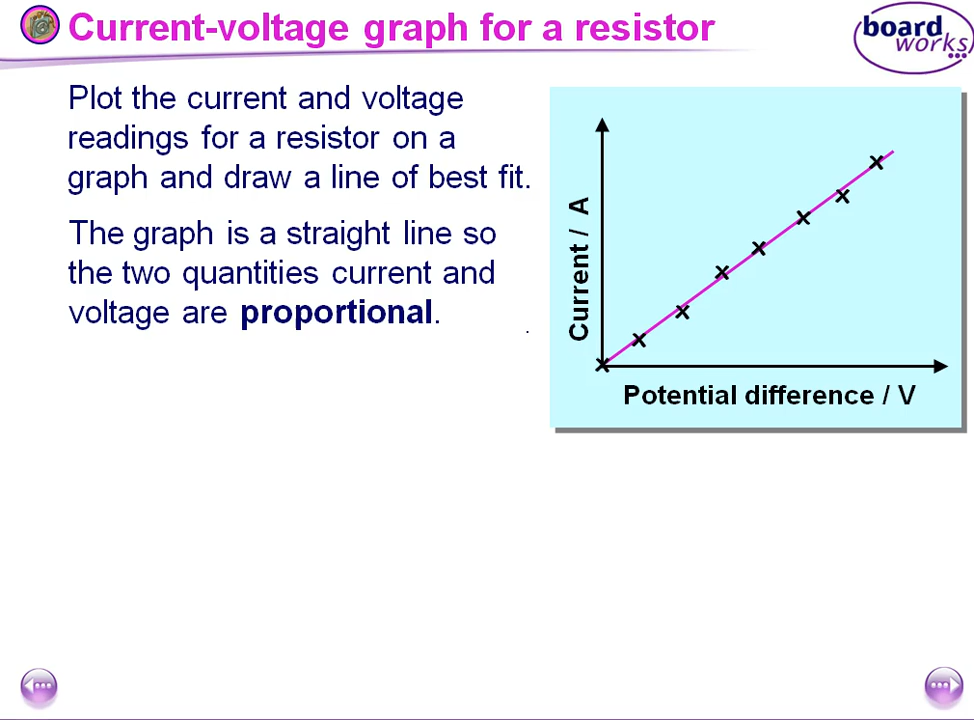 Current-voltage graph for a resistor
board
works
Plot the current and voltage
readings for a resistor on a
graph and draw a line of best fit.
The graph is a straight line so
the two quantities current and
voltage are proportional.
Current / A
Potential difference / V